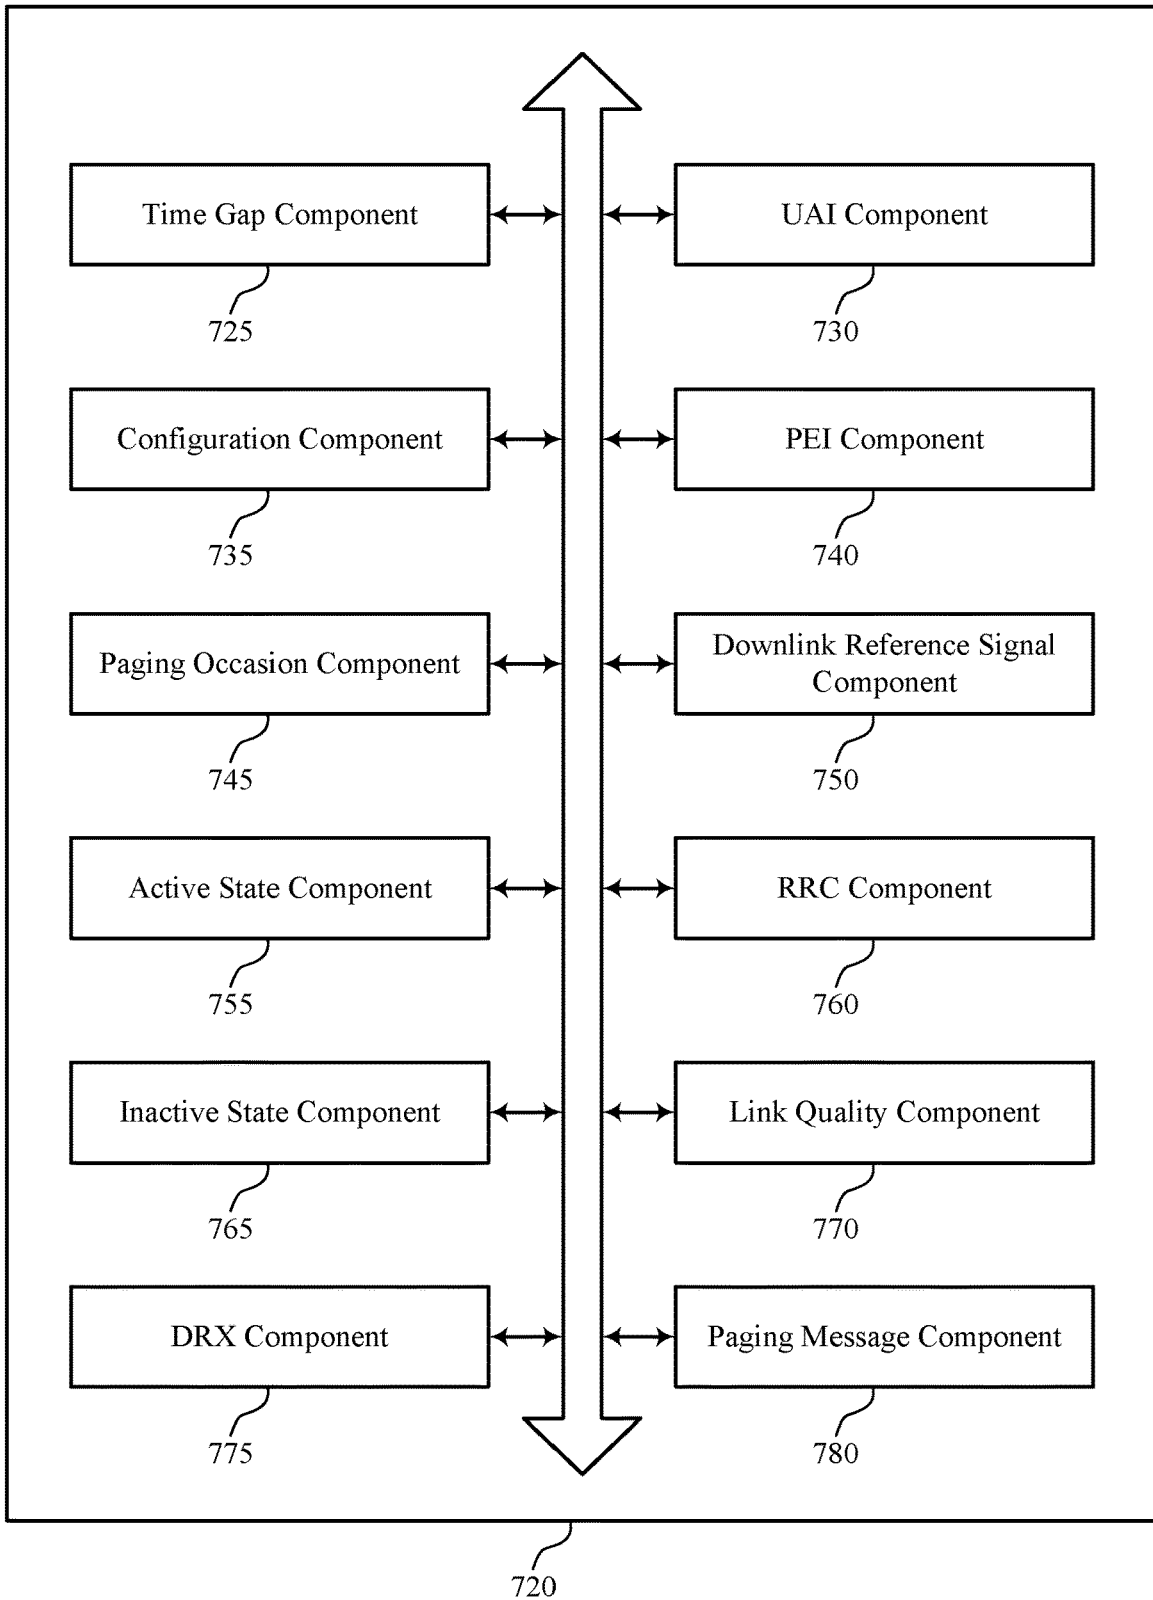 Time Gap Component
UAI Component
725
730
Configuration Component
PEI Component
735
740
Paging Occasion Component
Downlink Reference Signal
Component
745
750
Active State Component
RRC Component
755
760
Inactive State Component
Link Quality Component
765
770
DRX Component
Paging Message Component
775
780
720